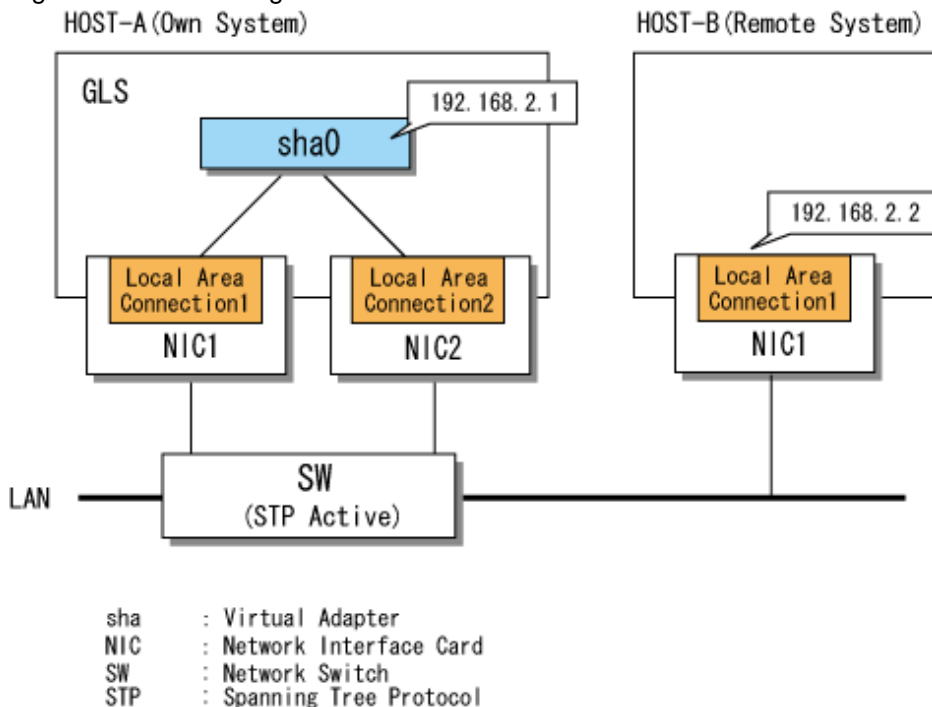 HOST-A(Own System)
HOST-B(Remote System)
GLS
192.168.2.1
sha0
192.168.2.2
Local Area
Connection1
NIC1
Local Area
Connection2
NIC2
Local Area
Connection1
NIC1
LAN
SW
(STP Active)
sha : Virtual Adapter
NIC : Network Interface Card
SW : Network Switch
STP : Spanning Tree Protocol